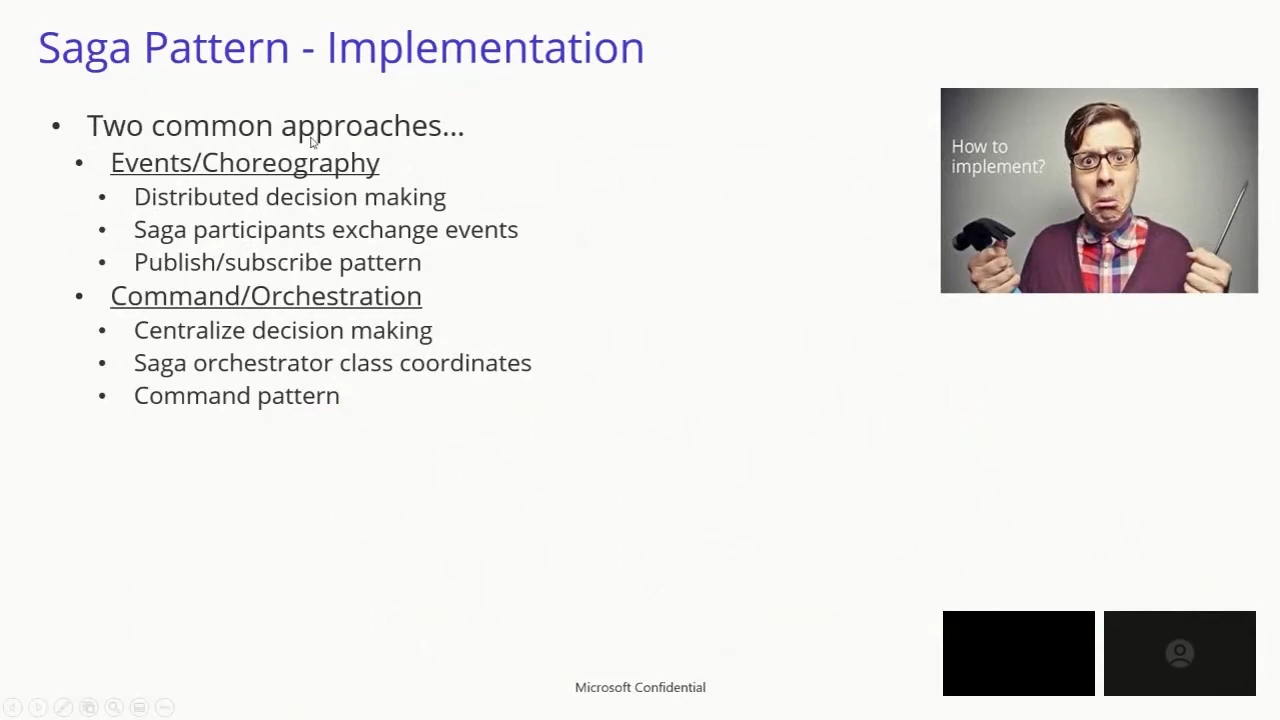 Saga Pattern - Implementation
• Two common approaches...
• Events/Choreography
• Distributed decision making
• Saga participants exchange events
• Publish/subscribe pattern
• Command/Orchestration
• Centralize decision making
• Saga orchestrator class coordinates
• Command pattern
How to
implement?
Microsoft Confidential